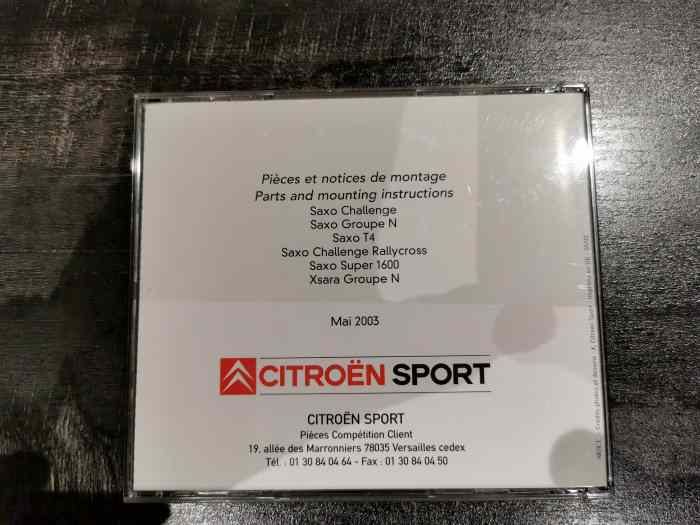 Pièces et notices de montage
Parts and mounting instructions
Saxo Challenge
Saxo Groupe N
Saxo T4
Saxo Challenge Rallycross
Saxo Super 1600
Xsara Groupe N
Mai 2003
CITROËN SPORT
CITROËN SPORT
Pièces Compétition Client
19, allée des Marronniers 78035 Versailles cedex
Tél. : 01 30 84 04 64 - Fax : 01 30 84 04 50